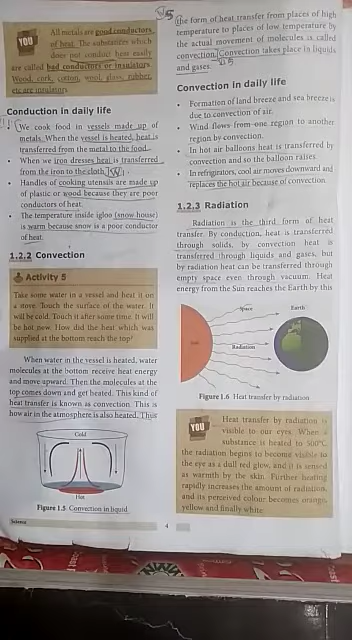 YOU
All metals are good conductors
of heat. The substances which
does not conduct heat easily
are called bad conductors or insulators.
Wood, cork, cotton, wool, glass, rubber,
etc are insulators.
Conduction in daily life
We cook food in vessels made up of
metals. When the vessel is heated, heat is
transferred from the metal to the food.
• When we iron dresses heat is transferred
from the iron to the cloth.
• Handles of cooking utensils are made up
of plastic or wood because they are poor
conductors of heat.
• The temperature inside igloo (snow house)
is warm because snow is a poor conductor
of heat.
1.2.2 Convection
Activity 5
Take some water in a vessel and heat it on
a stove. Touch the surface of the water. It
will be cold. Touch it after some time. It will
be hot now. How did the heat which was
supplied at the bottom reach the top?
When water in the vessel is heated, water
molecules at the bottom receive heat energy
and move upward. Then the molecules at the
top comes down and get heated. This kind of
heat transfer is known as convection. This is
how air in the atmosphere is also heated. Thus
Cold
Hot
Figure 1.5 Convection in liquid
the form of heat transfer from places of high
temperature to places of low temperature by
the actual movement of molecules is called
convection. Convection takes place in liquids
and gases.
Convection in daily life
• Formation of land breeze and sea breeze is
due to convection of air.
• Wind flows from one region to another
region by convection.
• In hot air balloons heat is transferred by
convection and so the balloon raises.
• In refrigerators, cool air moves downward and
replaces the hot air because of convection.
1.2.3 Radiation
Radiation is the third form of heat
transfer. By conduction, heat is transferred
through solids, by convection heat is
transferred through liquids and gases, but
by radiation heat can be transferred through
empty space even through vacuum. Heat
energy from the Sun reaches the Earth by this
Space
Earth
Sun
Radiation
Figure 1.6 Heat transfer by radiation
YOU
Heat transfer by radiation is
visible to our eyes. When a
substance is heated to 500°C,
the radiation begins to become visible to
the eye as a dull red glow, and it is sensed
as warmth by the skin. Further heating
rapidly increases the amount of radiation,
and its perceived colour becomes orange,
yellow and finally white.
Science
4